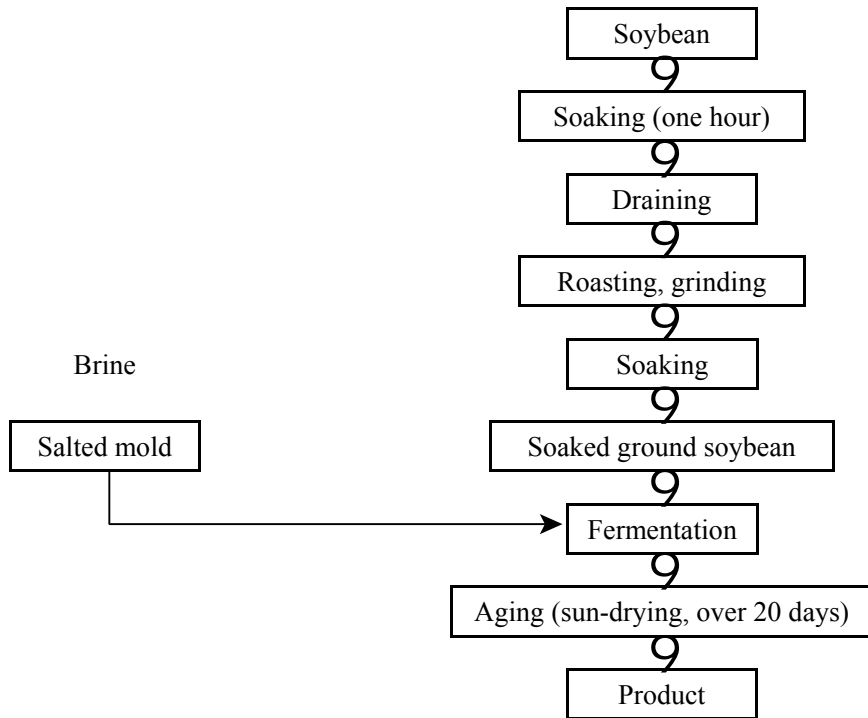 Soybean
Soaking (one hour)
Draining
Roasting, grinding
Soaking
Brine
Salted mold
Soaked ground soybean
Fermentation
Aging (sun-drying, over 20 days)
Product